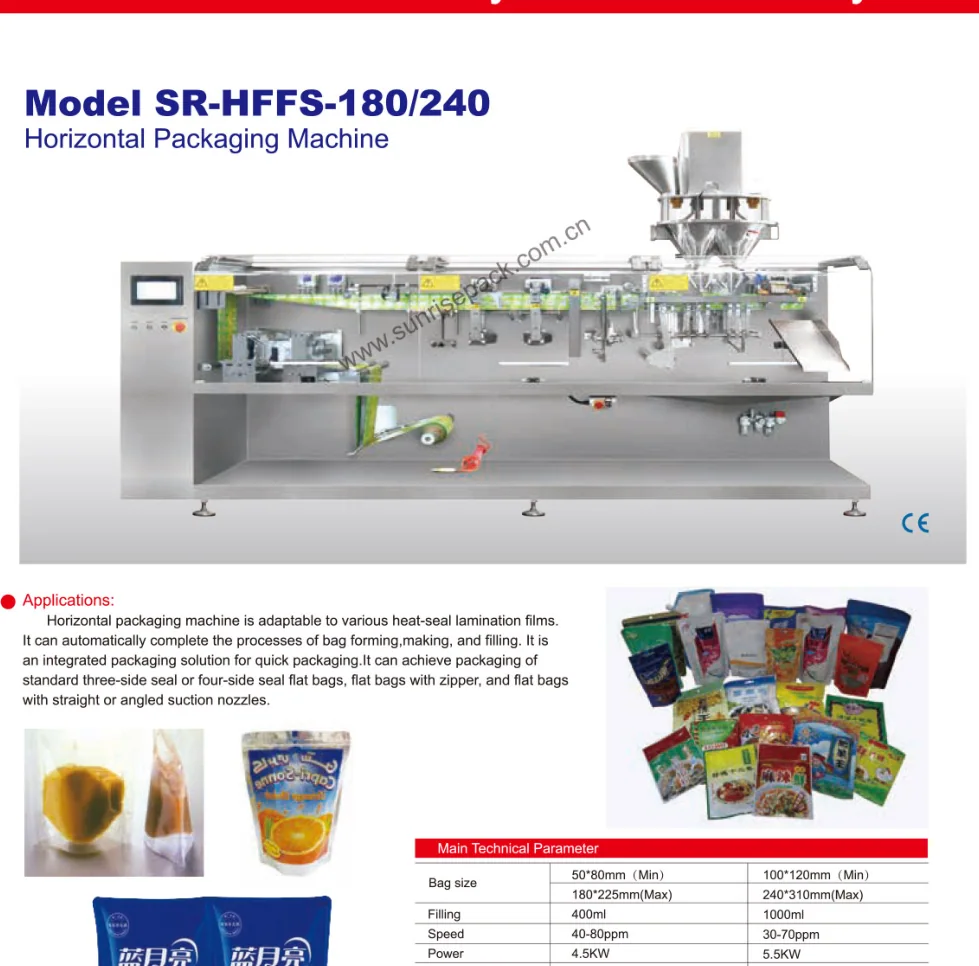 Model SR-HFFS-180/240
Horizontal Packaging Machine
www.sunrisepack.com.cn
CE
Applications:
Horizontal packaging machine is adaptable to various heat-seal lamination films.
It can automatically complete the processes of bag forming,making, and filling. It is
an integrated packaging solution for quick packaging.It can achieve packaging of
standard three-side seal or four-side seal flat bags, flat bags with zipper, and flat bags
with straight or angled suction nozzles.
Capri-Sonne
麻辣
Main Technical Parameter
Bag size 50*80mm（Min） 100*120mm（Min）
180*225mm(Max) 240*310mm(Max)
Filling 400ml 1000ml
Speed 40-80ppm 30-70ppm
Power 4.5KW 5.5KW
蓝月亮 蓝月亮